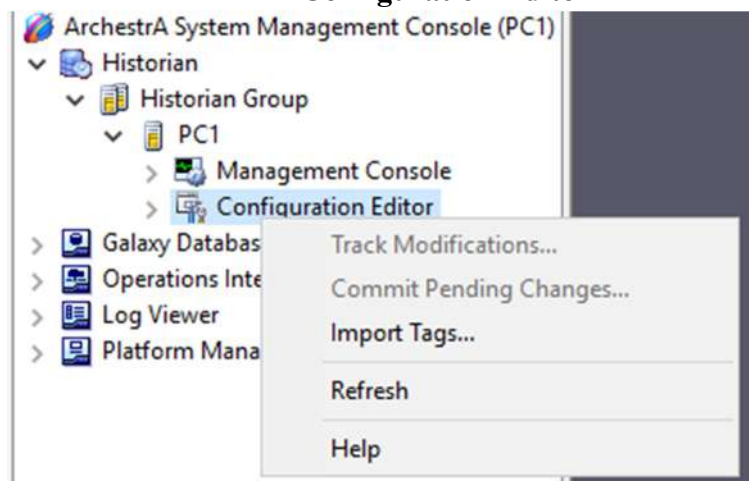 ArchestrA System Management Console (PC1)
Historian
Historian Group
PC1
Management Console
Configuration Editor
Galaxy Databas
Track Modifications...
Operations Inte
Commit Pending Changes...
Log Viewer
Import Tags...
Platform Mana
Refresh
Help